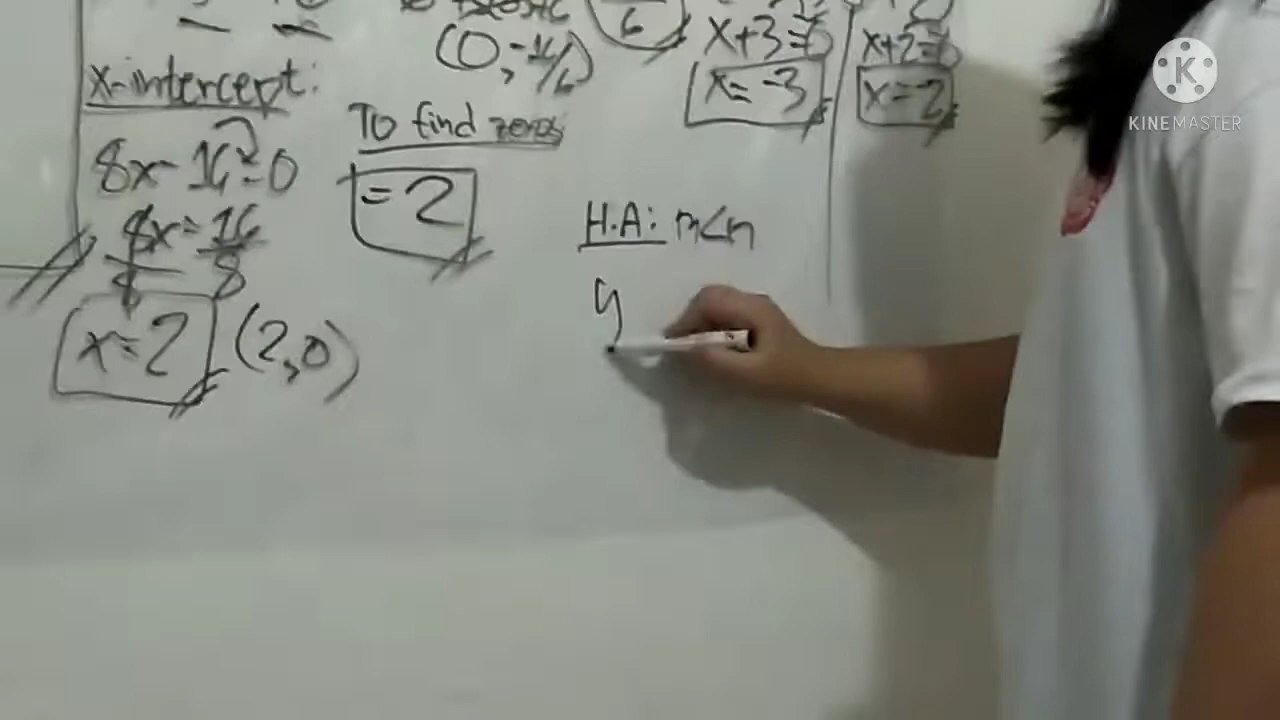 x-intercept:
8x-16=0
8x=16
8 8
x=2 (2,0)
(0,-16/6)
To find zeros
=2
6
x+3=0
x=-3
x+2=0
x=-2
H.A: m<n
y
K
KINEMASTER